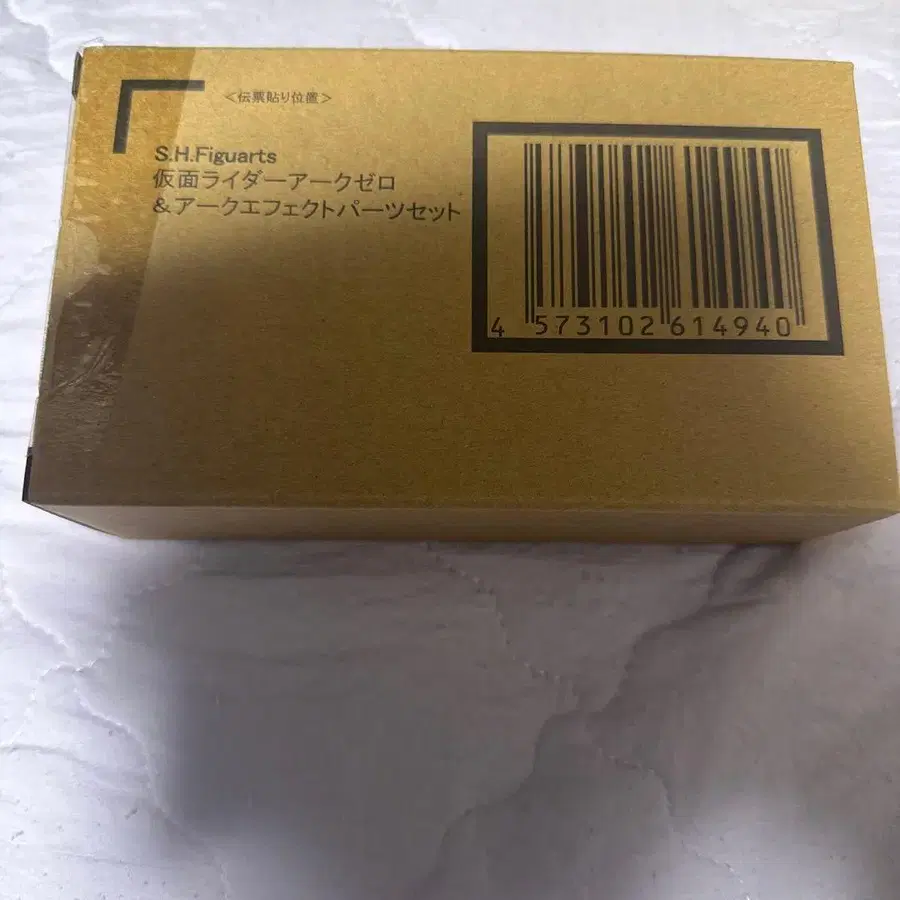 ＜伝票貼り位置＞
S.H.Figuarts
仮面ライダーアークゼロ
＆アークエフェクトパーツセット
4 573102 614940